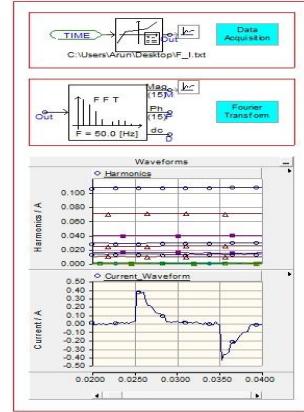 TIME
Out
C:\Users\Arun\Desktop\F_I.txt
Data
Acquisition
Out
F F T
F = 50.0 [Hz]
Mag
(15)
Ph
(15)
dc
Fourier
Transform
Waveforms
Harmonics
Harmonics / A
0.100
0.080
0.060
0.040
0.020
0.000
Current_Waveform
Current / A
0.50
0.40
0.30
0.20
0.10
0.00
-0.10
-0.20
-0.30
-0.40
-0.50
0.0200 0.0250 0.0300 0.0350 0.0400